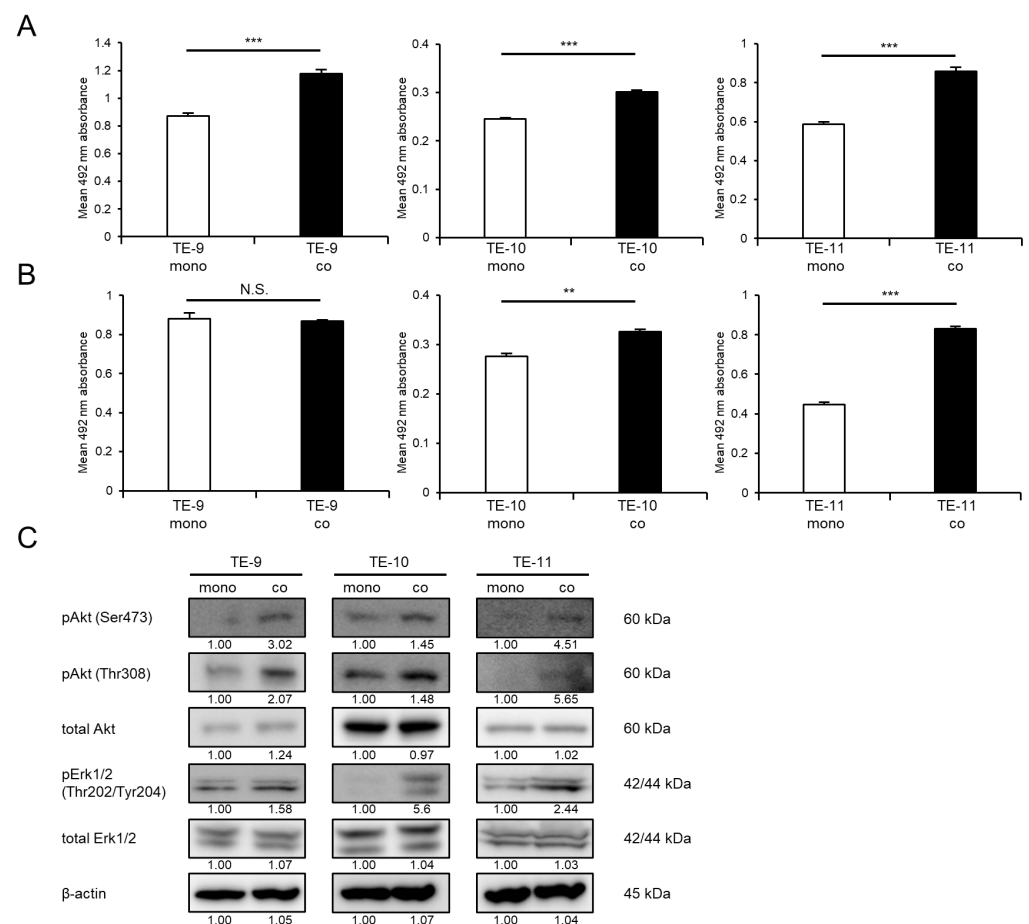 A
***
***
***
Mean 492 nm absorbance
1.4
1.2
1
0.8
0.6
0.4
0.2
0
TE-9 mono
TE-9 co
Mean 492 nm absorbance
0.4
0.3
0.2
0.1
0
TE-10 mono
TE-10 co
Mean 492 nm absorbance
1
0.8
0.6
0.4
0.2
0
TE-11 mono
TE-11 co
B
N.S.
**
***
Mean 492 nm absorbance
1
0.8
0.6
0.4
0.2
0
TE-9 mono
TE-9 co
Mean 492 nm absorbance
0.4
0.3
0.2
0.1
0
TE-10 mono
TE-10 co
Mean 492 nm absorbance
1
0.8
0.6
0.4
0.2
0
TE-11 mono
TE-11 co
C
TE-9 TE-10 TE-11
mono co mono co mono co
pAkt (Ser473) 60 kDa
1.00 3.02 1.00 1.45 1.00 4.51
pAkt (Thr308) 60 kDa
1.00 2.07 1.00 1.48 1.00 5.65
total Akt 60 kDa
1.00 1.24 1.00 0.97 1.00 1.02
pErk1/2
(Thr202/Tyr204) 42/44 kDa
1.00 1.58 1.00 5.6 1.00 2.44
total Erk1/2 42/44 kDa
1.00 1.07 1.00 1.04 1.00 1.03
β-actin 45 kDa
1.00 1.05 1.00 1.07 1.00 1.04